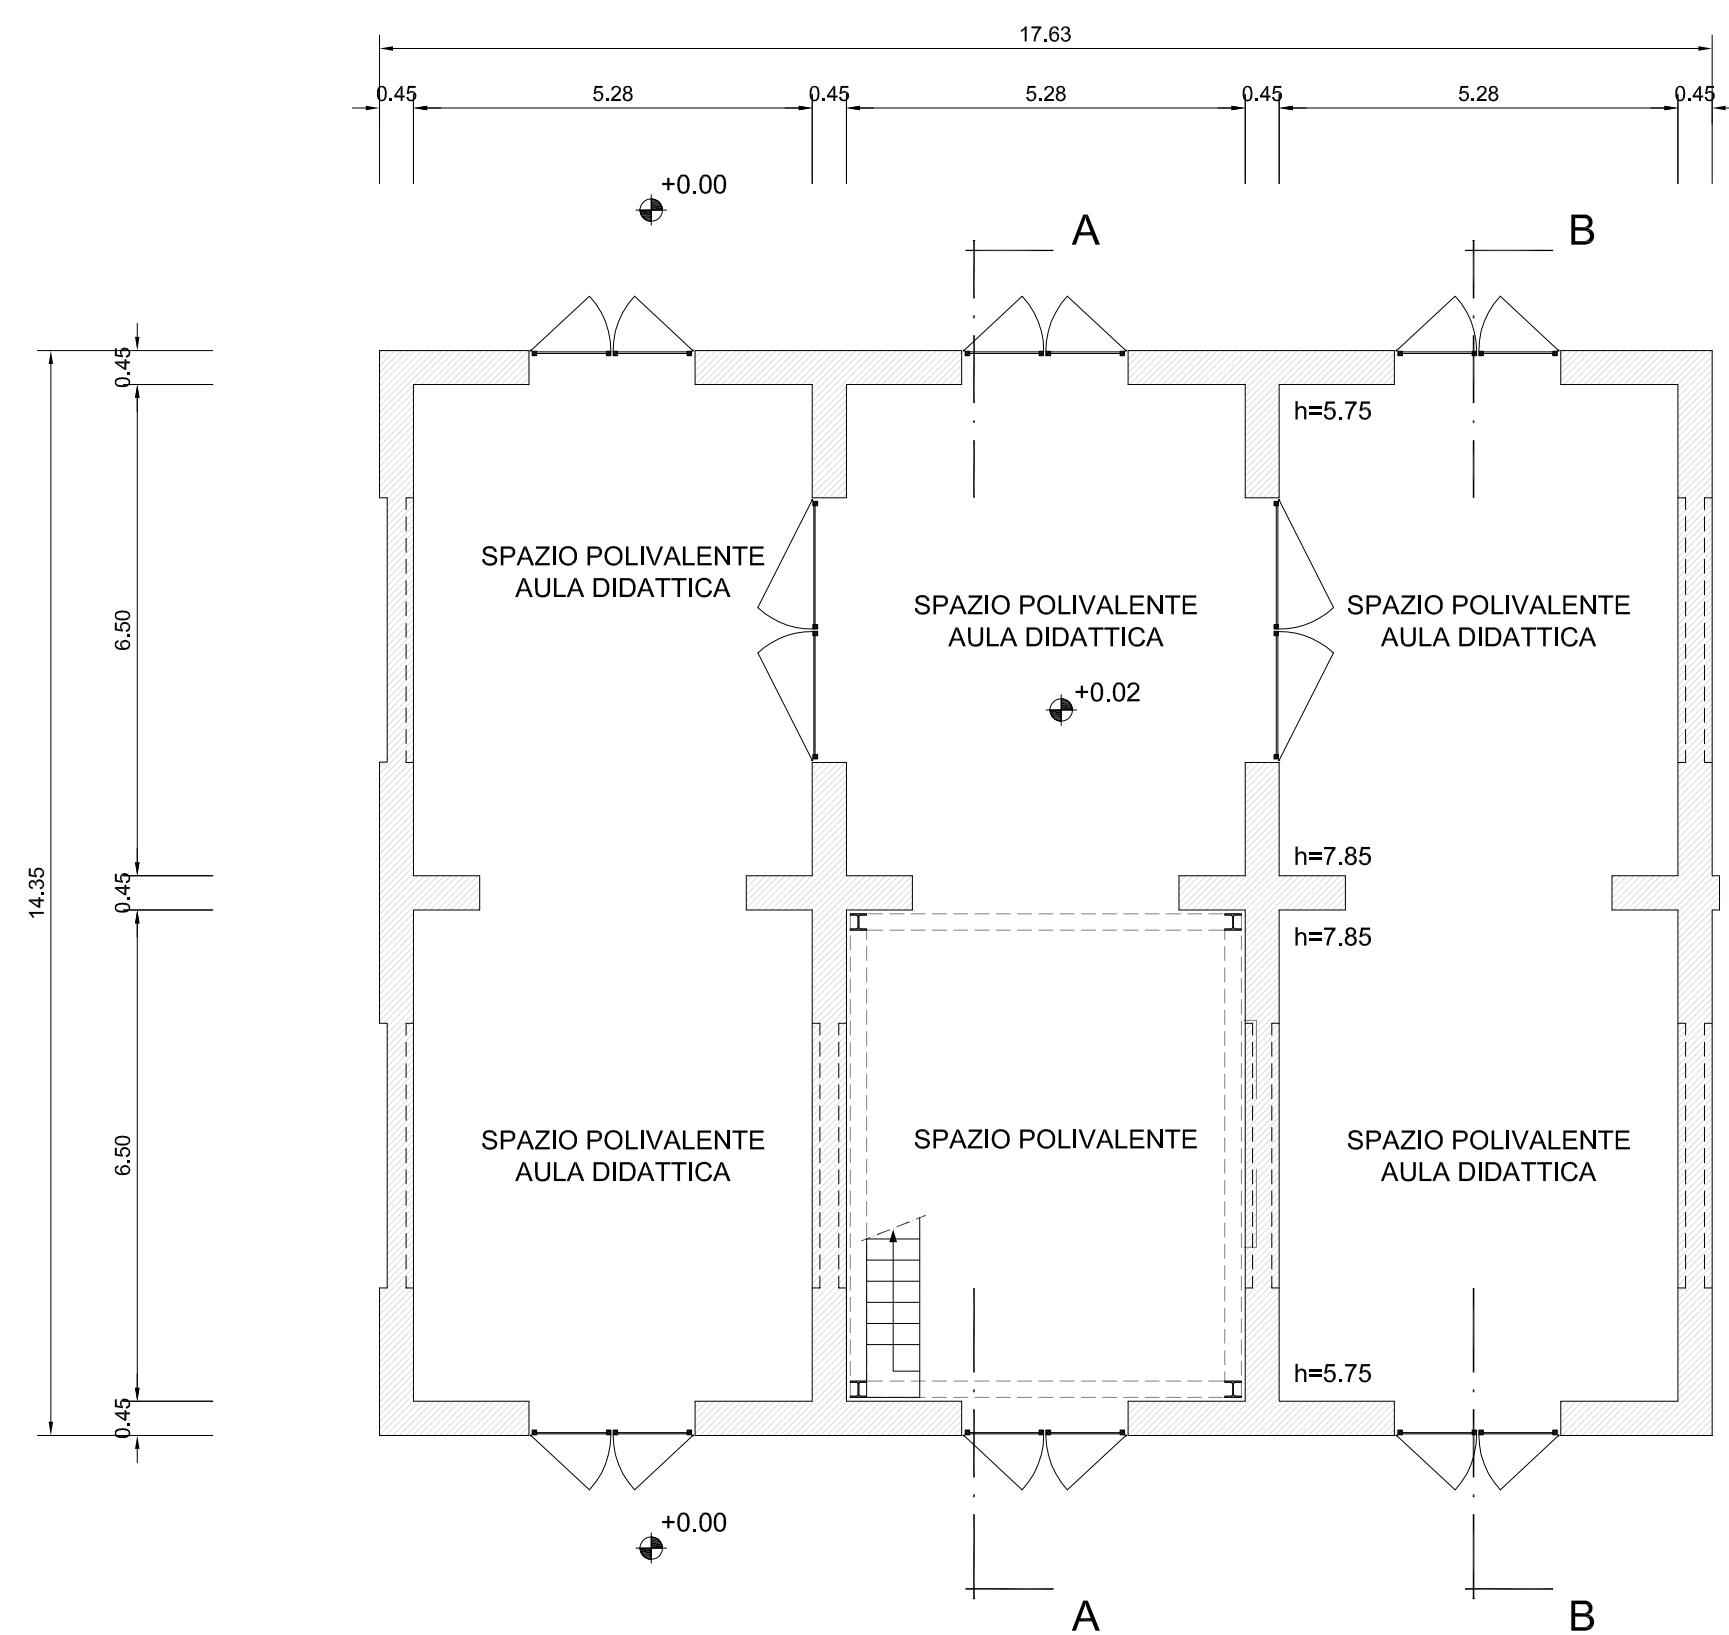 17.63
0.45
5.28
0.45
5.28
0.45
5.28
0.45
+0.00
A
B
0.45
h=5.75
SPAZIO POLIVALENTE
AULA DIDATTICA
SPAZIO POLIVALENTE
AULA DIDATTICA
SPAZIO POLIVALENTE
AULA DIDATTICA
6.50
+0.02
h=7.85
14.35
0.45
h=7.85
6.50
SPAZIO POLIVALENTE
AULA DIDATTICA
SPAZIO POLIVALENTE
SPAZIO POLIVALENTE
AULA DIDATTICA
h=5.75
0.45
+0.00
A
B